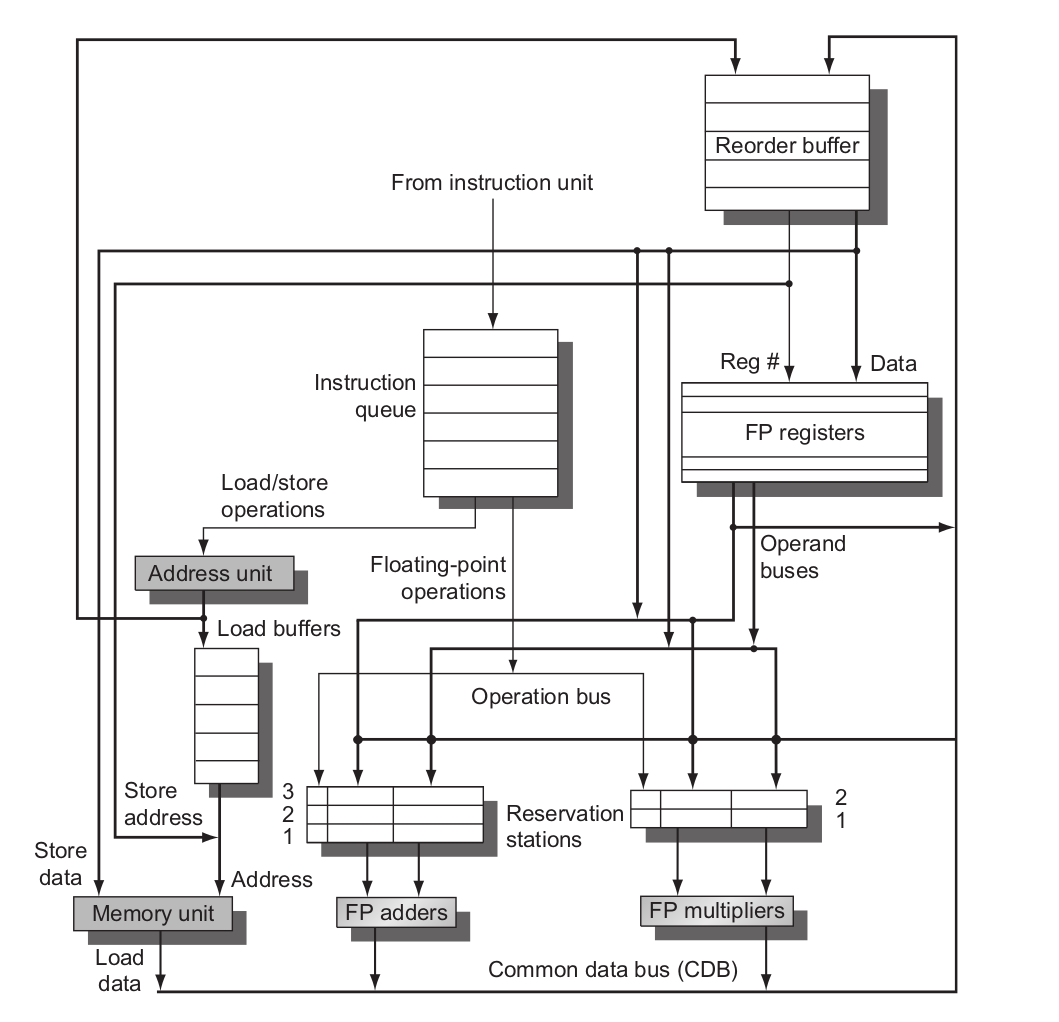 Reorder buffer
From instruction unit
Reg #
Data
Instruction
queue
FP registers
Load/store
operations
Operand
buses
Floating-point
operations
Address unit
Load buffers
Operation bus
Store
address
3
2
1
Reservation
stations
2
1
Store
data
Address
Memory unit
FP adders
FP multipliers
Load
data
Common data bus (CDB)